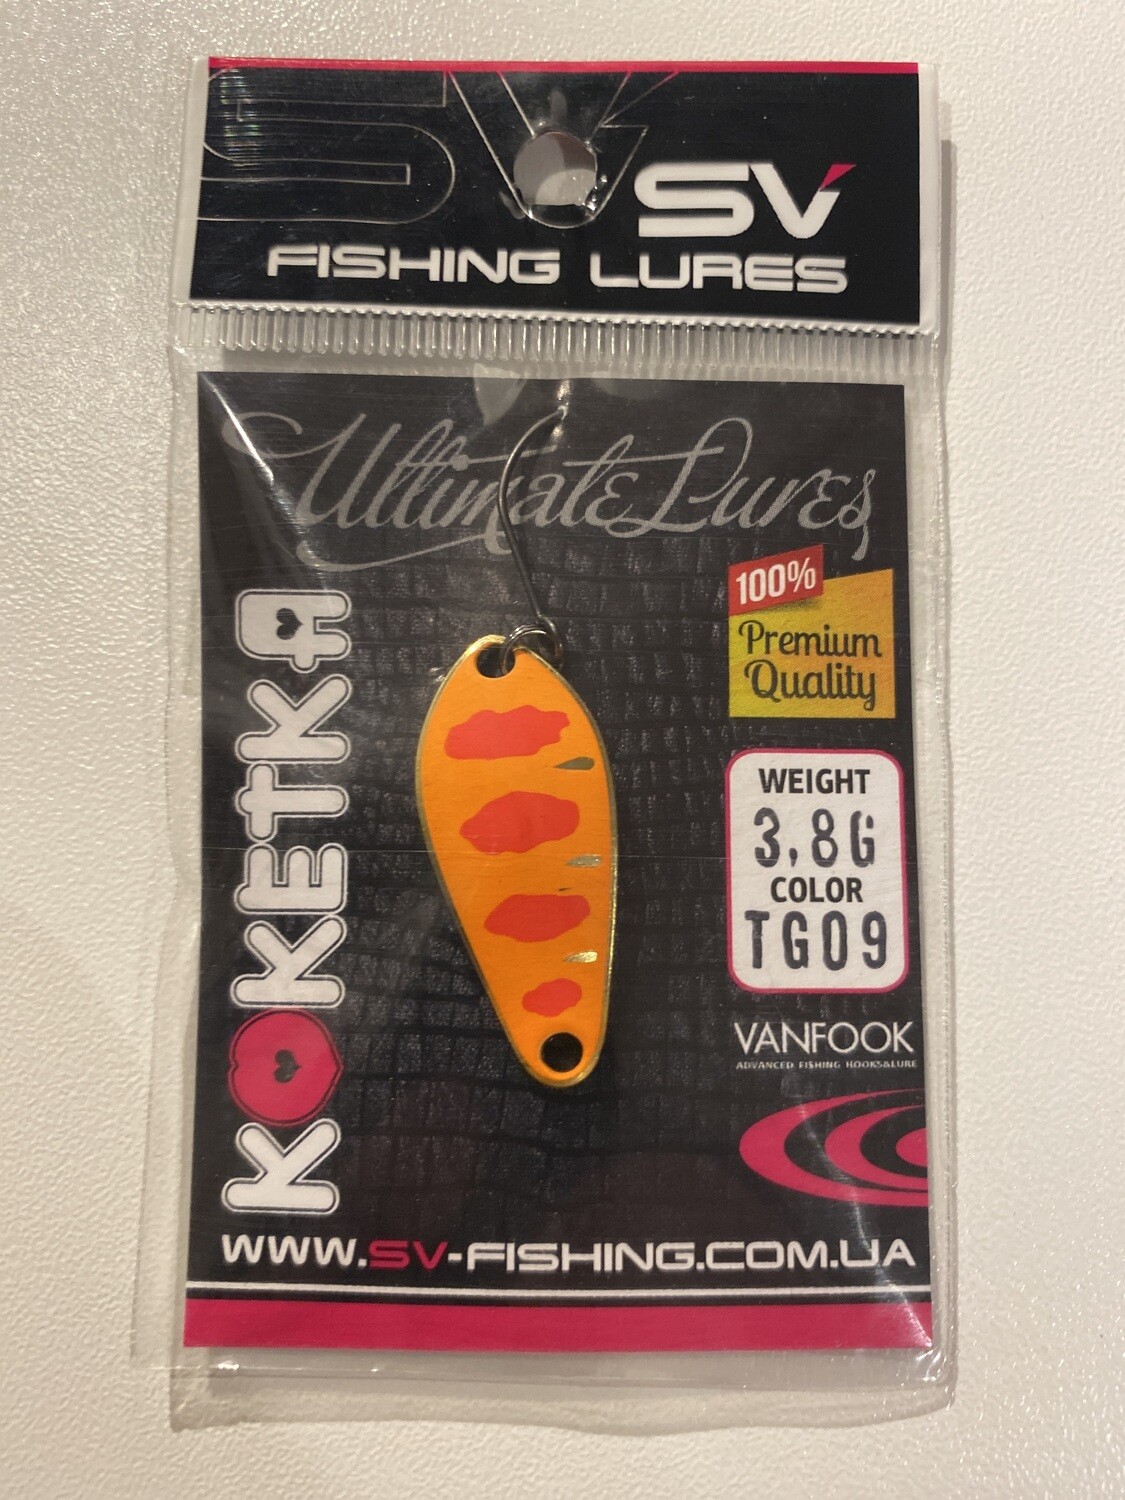 SV
SV
FISHING LURES
Ultimate Lures
KOKETKA
100%
Premium
Quality
WEIGHT
3,8G
COLOR
TG09
VANFOOK
ADVANCED FISHING HOOKS&LURE
WWW.SV-FISHING.COM.UA